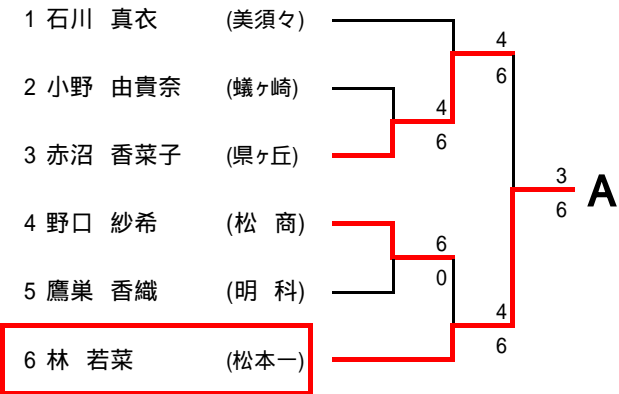 1 石川 真衣 (美須々)
2 小野 由貴奈 (蟻ヶ崎)
3 赤沼 香菜子 (県ヶ丘)
4 野口 紗希 (松 商)
5 鷹巣 香織 (明 科)
6 林 若菜 (松本一)
4
6
4
6
6
0
4
6
3
6
A